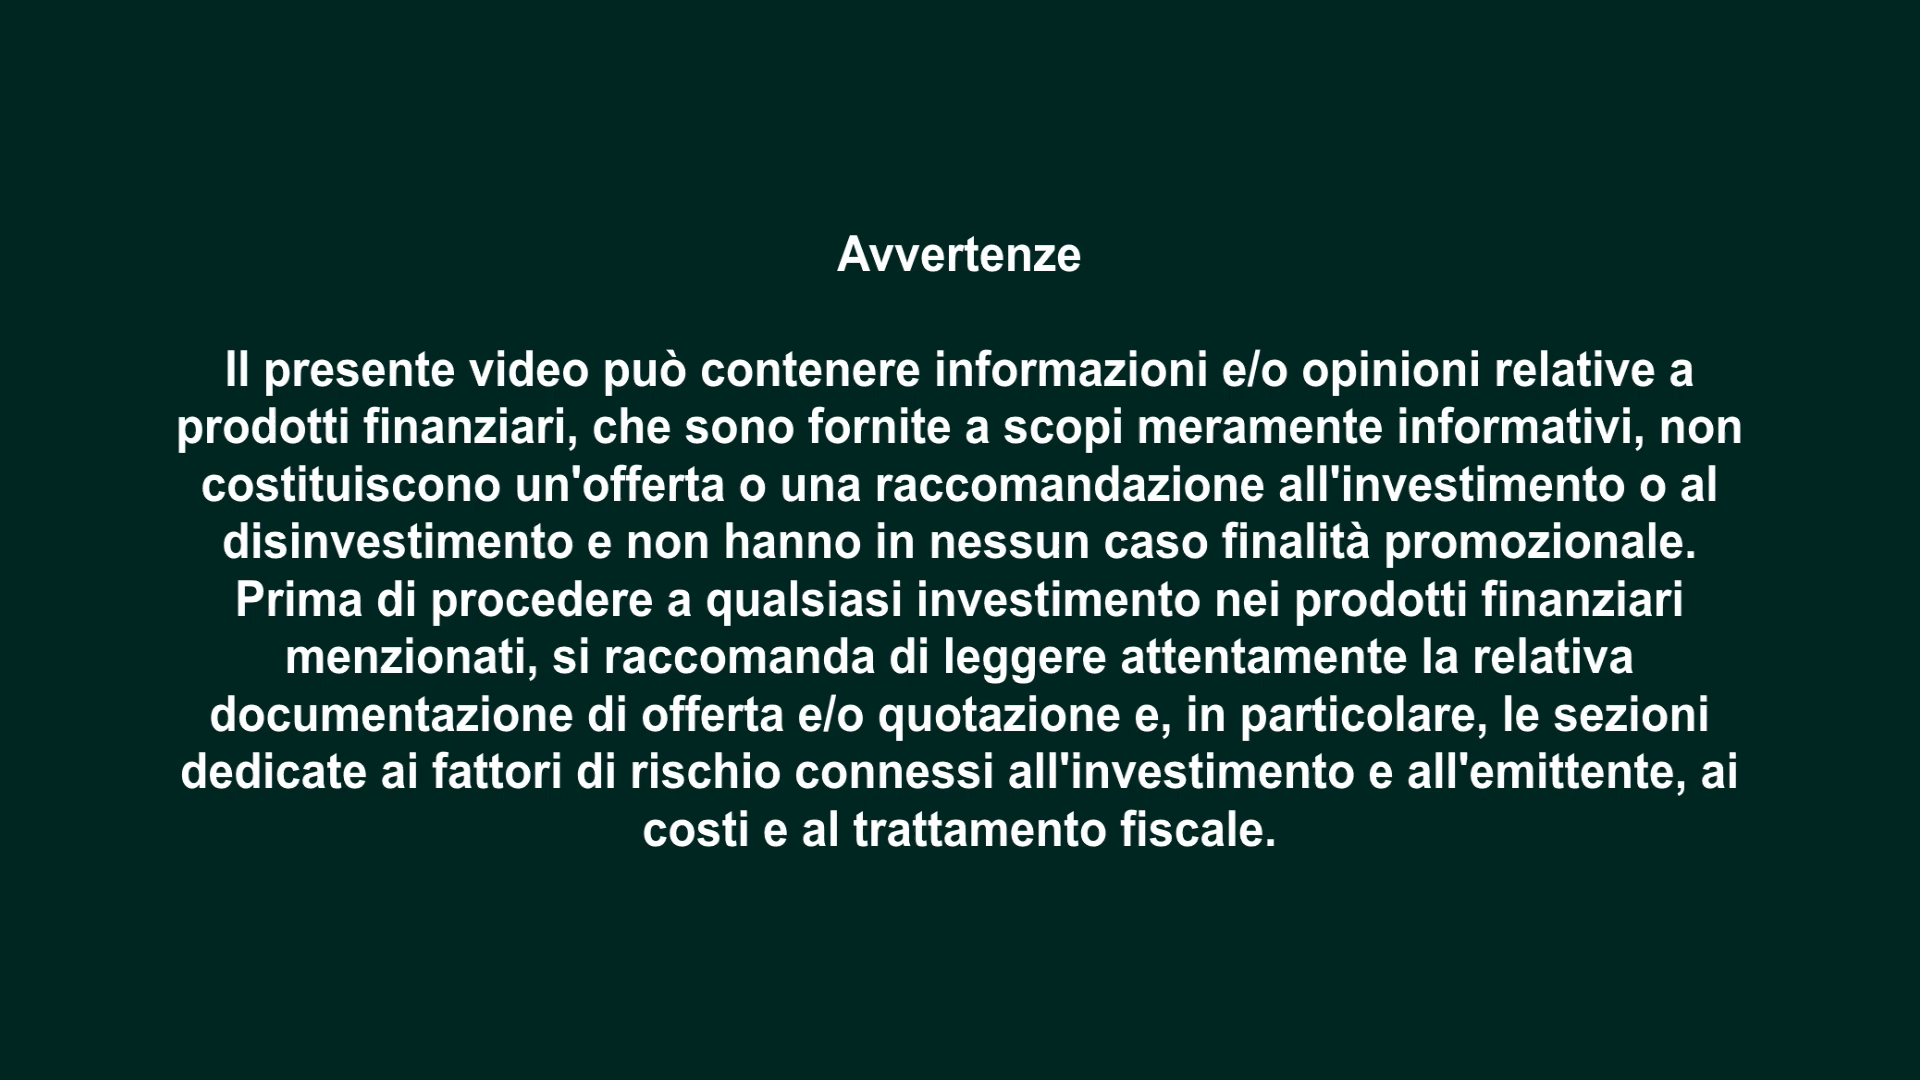 Avvertenze
Il presente video può contenere informazioni e/o opinioni relative a
prodotti finanziari, che sono fornite a scopi meramente informativi, non
costituiscono un'offerta o una raccomandazione all'investimento o al
disinvestimento e non hanno in nessun caso finalità promozionale.
Prima di procedere a qualsiasi investimento nei prodotti finanziari
menzionati, si raccomanda di leggere attentamente la relativa
documentazione di offerta e/o quotazione e, in particolare, le sezioni
dedicate ai fattori di rischio connessi all'investimento e all'emittente, ai
costi e al trattamento fiscale.